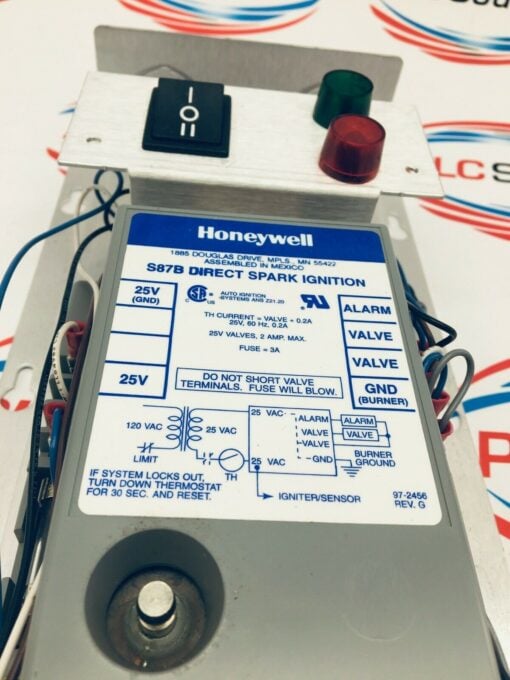 I
O
II
2
LC S
P
Honeywell
1885 DOUGLAS DRIVE, MPLS., MN 55422
ASSEMBLED IN MEXICO
S87B DIRECT SPARK IGNITION
25V
(GND)
25V
AUTO IGNITION
SYSTEMS ANS Z21.20
C US
TH CURRENT = VALVE + 0.2A
25V, 60 Hz, 0.2A
25V VALVES, 2 AMP. MAX.
FUSE = 3A
ALARM
VALVE
VALVE
GND
(BURNER)
DO NOT SHORT VALVE
TERMINALS. FUSE WILL BLOW.
120 VAC
25 VAC
LIMIT
TH
25 VAC
25 VAC
ALARM
VALVE
VALVE
GND
ALARM
VALVE
BURNER
GROUND
IGNITER/SENSOR
IF SYSTEM LOCKS OUT,
TURN DOWN THERMOSTAT
FOR 30 SEC. AND RESET.
97-2456
REV. G